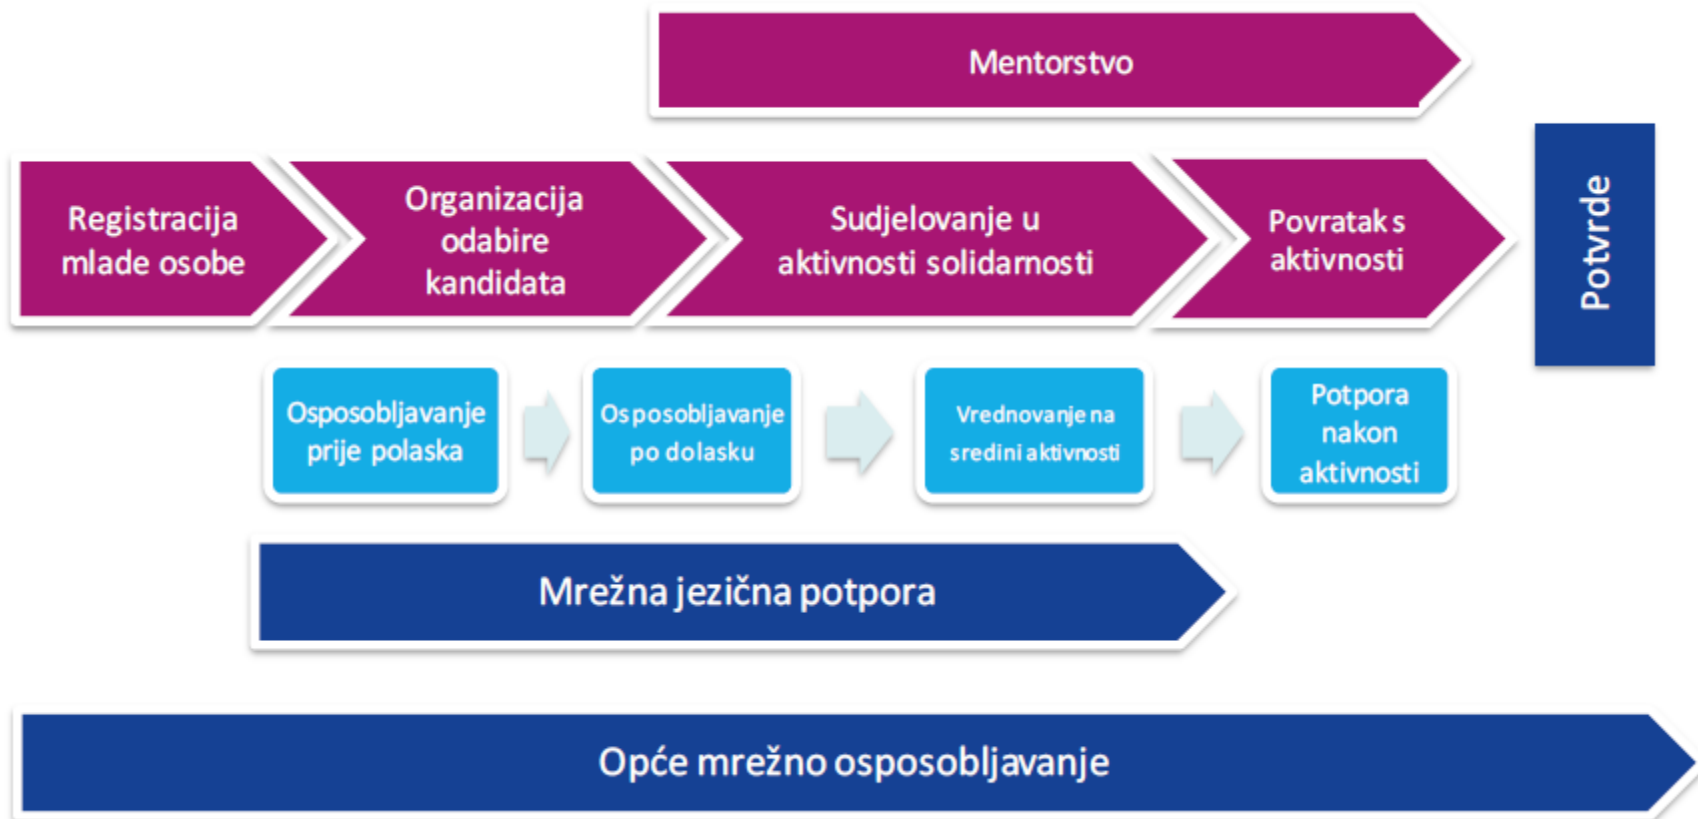 Mentorstvo
Registracija
mlade osobe
Organizacija
odabire
kandidata
Sudjelovanje u
aktivnosti solidarnosti
Povratak s
aktivnosti
Potvrde
Osposobljavanje
prije polaska
Osposobljavanje
po dolasku
Vrednovanje na
sredini aktivnosti
Potpora
nakon
aktivnosti
Mrežna jezična potpora
Opće mrežno osposobljavanje